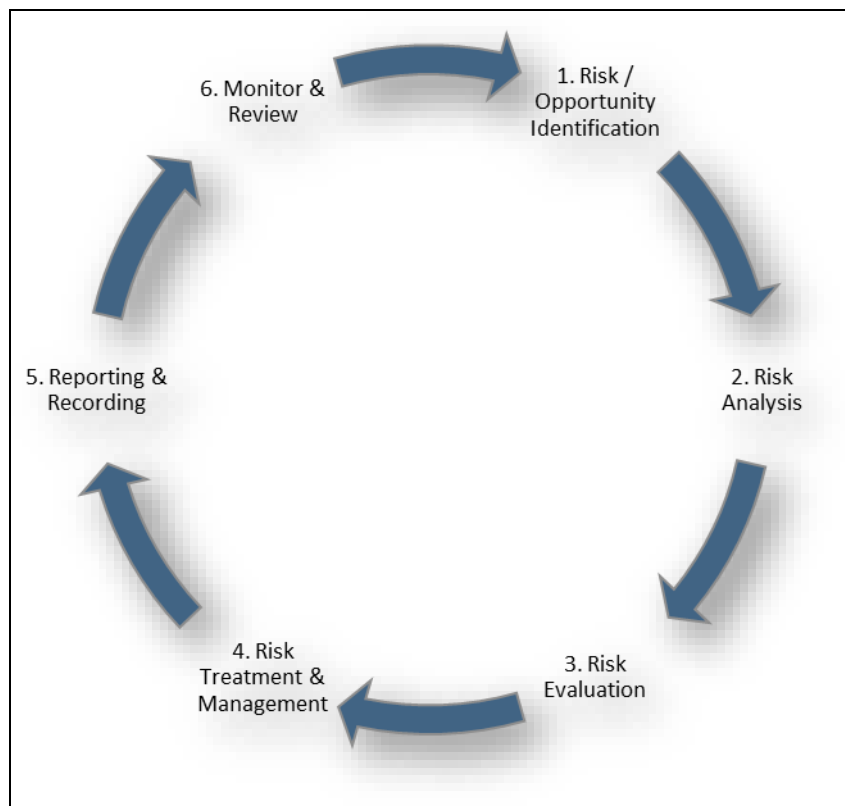 1. Risk /
Opportunity
Identification
2. Risk
Analysis
3. Risk
Evaluation
4. Risk
Treatment &
Management
5. Reporting &
Recording
6. Monitor &
Review